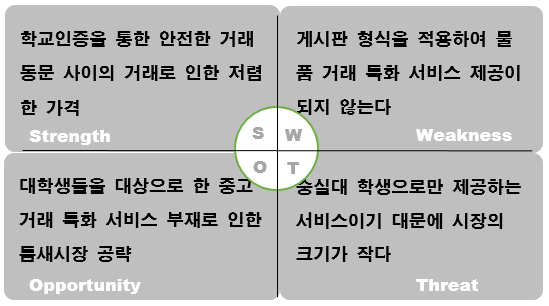 학교인증을 통한 안전한 거래
동문 사이의 거래로 인한 저렴
한 가격
Strength
게시판 형식을 적용하여 물
품 거래 특화 서비스 제공이
되지 않는다
Weakness
S W
O T
대학생들을 대상으로 한 중고
거래 특화 서비스 부재로 인한
틈새시장 공략
Opportunity
숭실대 학생으로만 제공하는
서비스이기 대문에 시장의
크기가 작다
Threat